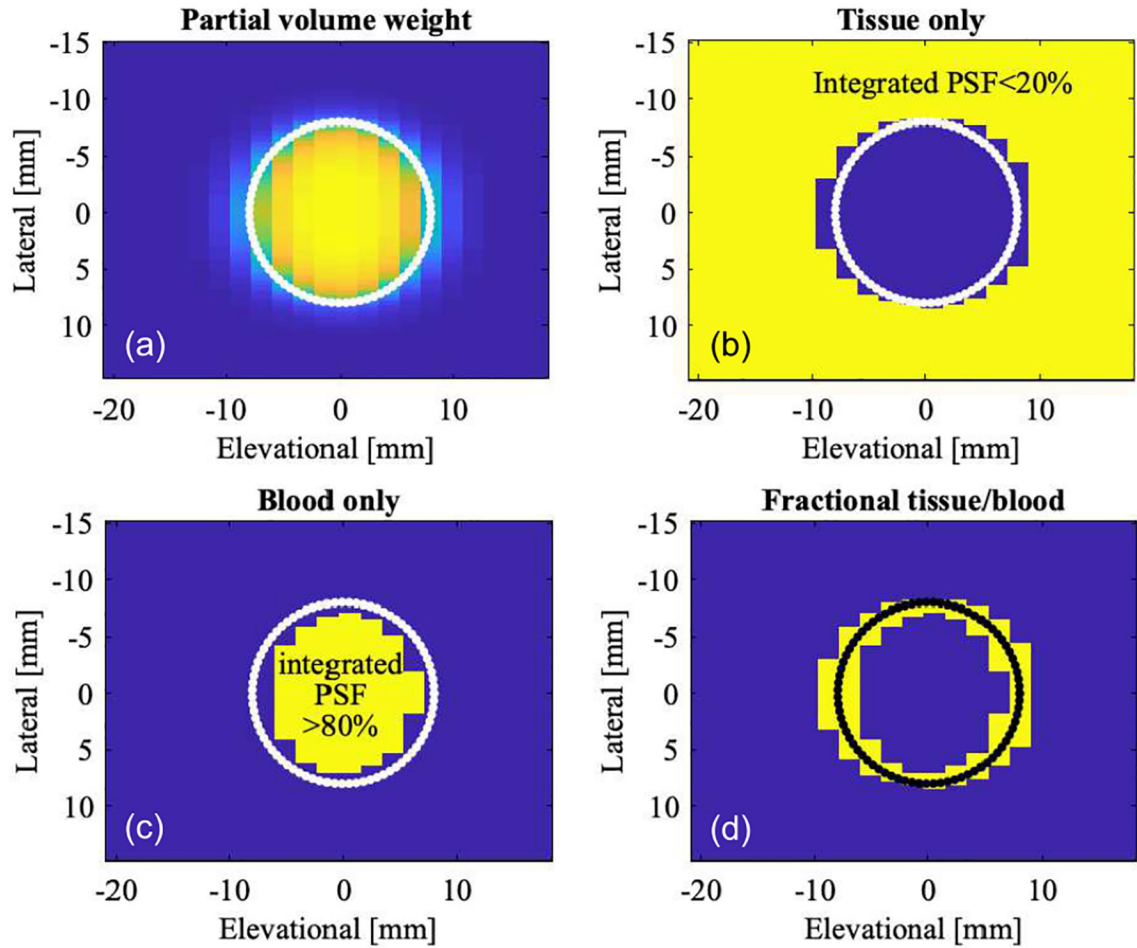 Partial volume weight
-15
-10
-5
0
5
10
Lateral [mm]
(a)
-20
-10
0
10
Elevational [mm]
Tissue only
Integrated PSF<20%
-15
-10
-5
0
5
10
Lateral [mm]
(b)
-20
-10
0
10
Elevational [mm]
Blood only
-15
-10
-5
0
5
10
Lateral [mm]
integrated
PSF
>80%
(c)
-20
-10
0
10
Elevational [mm]
Fractional tissue/blood
-15
-10
-5
0
5
10
Lateral [mm]
(d)
-20
-10
0
10
Elevational [mm]